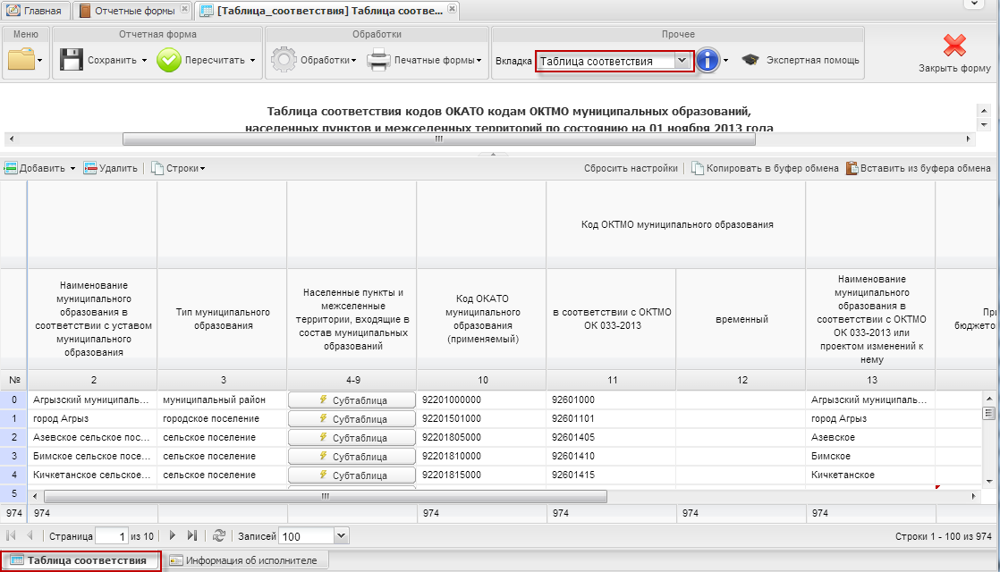 Главная Отчетные формы [Таблица_соответствия] Таблица соотве...
Меню Отчетная форма Обработки Прочее
Сохранить Пересчитать Обработки Печатные формы Вкладка Таблица соответствия Экспертная помощь Закрыть форму
Таблица соответствия кодов ОКАТО кодам ОКТМО муниципальных образований,
населенных пунктов и межселенных территорий по состоянию на 01 ноября 2013 года
Добавить Удалить Строки Сбросить настройки Копировать в буфер обмена Вставить из буфера обмена
Код ОКТМО муниципального образования
Наименование
муниципального
образования в
соответствии с уставом
муниципального
образования
Тип муниципального
образования
Населенные пункты и
межселенные
территории, входящие в
состав муниципальных
образований
Код ОКАТО
муниципального
образования
(применяемый)
в соответствии с ОКТМО
ОК 033-2013
временный
Наименование
муниципального
образования в
соответствии с ОКТМО
ОК 033-2013 или
проектом изменений к
нему
При
бюджетов
№ 2 3 4-9 10 11 12 13
0 Агрызский муниципаль... муниципальный район Субтаблица 92201000000 92601000 Агрызский муниципаль...
1 город Агрыз городское поселение Субтаблица 92201501000 92601101 город Агрыз
2 Азевское сельское пос... сельское поселение Субтаблица 92201805000 92601405 Азевское
3 Бимское сельское посе... сельское поселение Субтаблица 92201810000 92601410 Бимское
4 Кичкетанское сельское... сельское поселение Субтаблица 92201815000 92601415 Кичкетанское
5
974 974 974 974 974 974
Страница 1 из 10 Записей 100 Строки 1 - 100 из 974
Таблица соответствия Информация об исполнителе